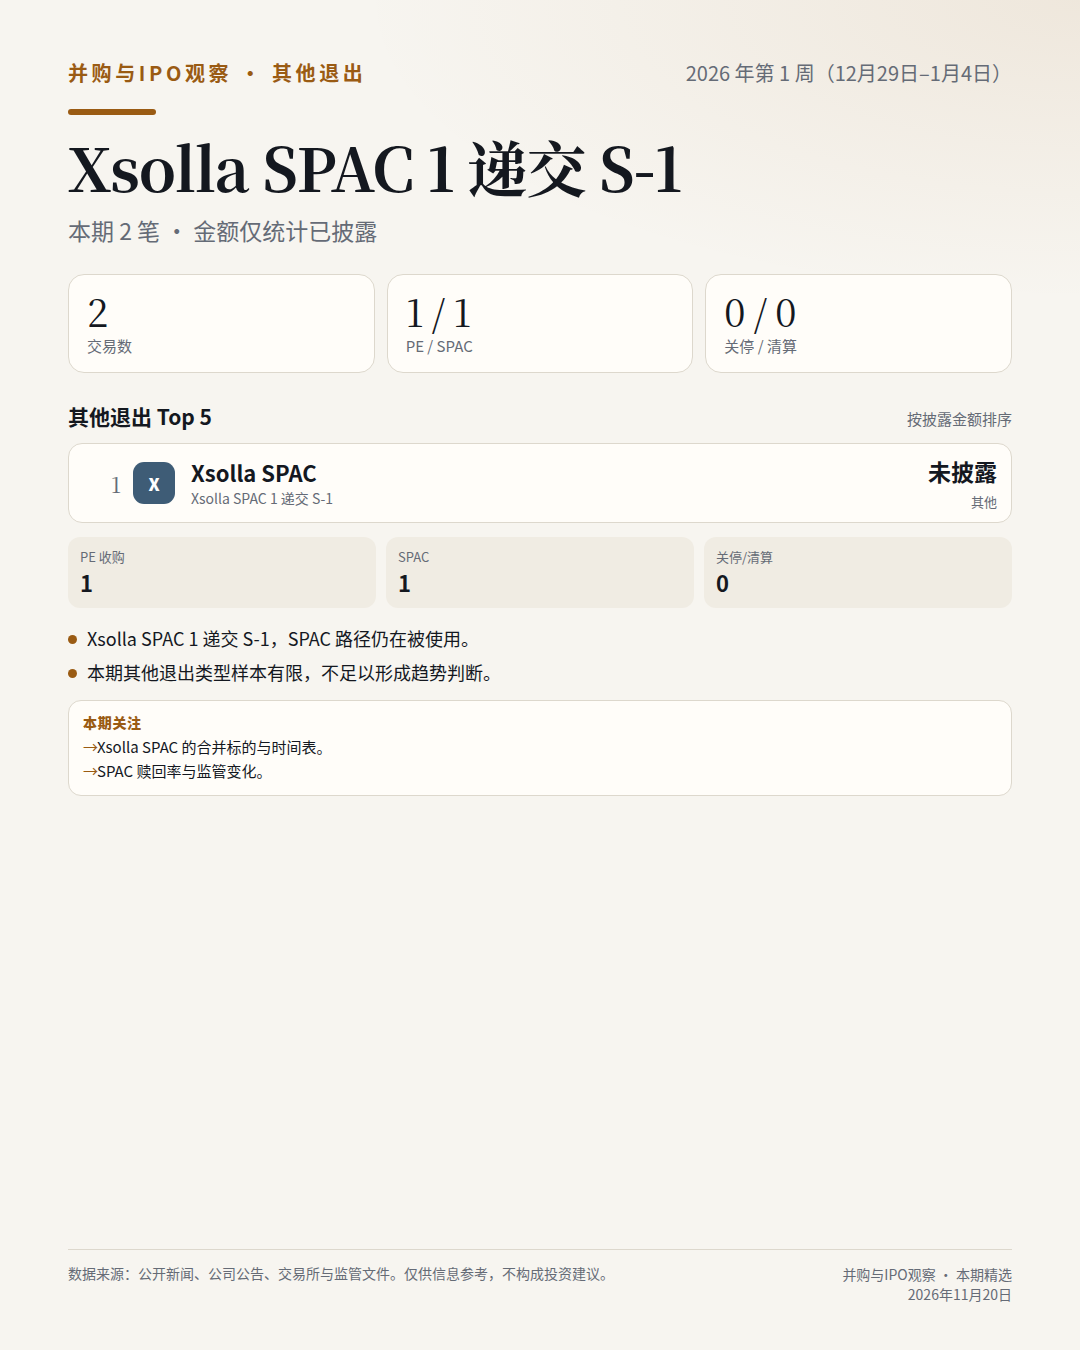 并购与IPO观察 · 其他退出
2026 年第 1 周（12月29日–1月4日）
Xsolla SPAC 1 递交 S-1
本期 2 笔 · 金额仅统计已披露
2
交易数
1 / 1
PE / SPAC
0 / 0
关停 / 清算
其他退出 Top 5
按披露金额排序
1
X
Xsolla SPAC
Xsolla SPAC 1 递交 S-1
未披露
其他
PE 收购
1
SPAC
1
关停/清算
0
Xsolla SPAC 1 递交 S-1，SPAC 路径仍在被使用。
本期其他退出类型样本有限，不足以形成趋势判断。
本期关注
→Xsolla SPAC 的合并标的与时间表。
→SPAC 赎回率与监管变化。
数据来源：公开新闻、公司公告、交易所与监管文件。仅供信息参考，不构成投资建议。
并购与IPO观察 · 本期精选
2026年11月20日